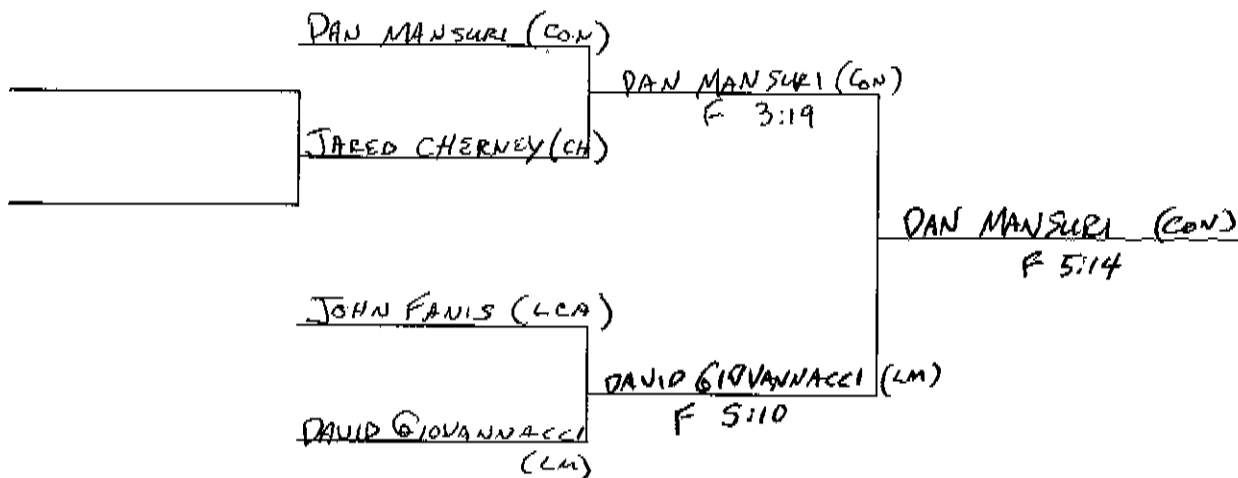 DAN MANSURI (CON)
DAN MANSURI (CON)
F 3:19
JARED CHERNEY (CH)
DAN MANSURI (CON)
F 5:14
JOHN FANIS (LCA)
DAVID GIOVANNACCI (LM)
F 5:10
DAVID GIOVANNACCI
(LM)